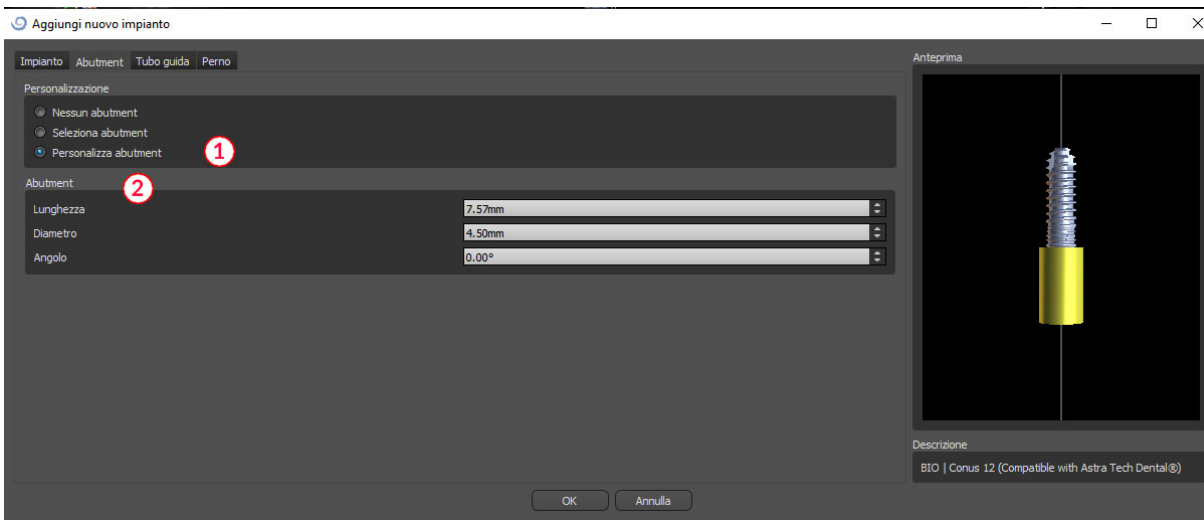 Aggiungi nuovo impianto
Impianto Abutment Tubo guida Perno
Personalizzazione
Nessun abutment
Seleziona abutment
Personalizza abutment
1
Abutment
2
Lunghezza 7.57mm
Diametro 4.50mm
Angolo 0.00°
Anteprima
Descrizione
BIO | Conus 12 (Compatible with Astra Tech Dental®)
OK Annulla